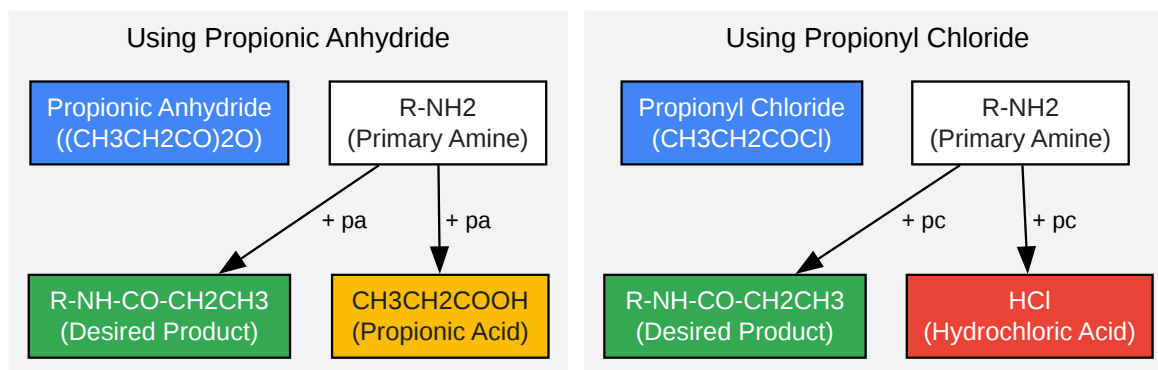 Using Propionic Anhydride
Propionic Anhydride
((CH3CH2CO)2O)
R-NH2
(Primary Amine)
+ pa
+ pa
R-NH-CO-CH2CH3
(Desired Product)
CH3CH2COOH
(Propionic Acid)
Using Propionyl Chloride
Propionyl Chloride
(CH3CH2COCl)
R-NH2
(Primary Amine)
+ pc
+ pc
R-NH-CO-CH2CH3
(Desired Product)
HCl
(Hydrochloric Acid)